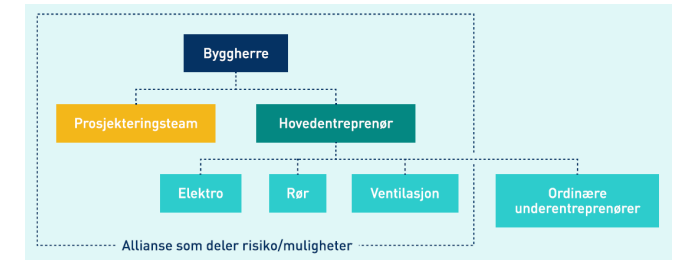 Byggherre
Prosjekteringsteam
Hovedentreprenør
Elektro
Rør
Ventilasjon
Ordinære
underentreprenører
Allianse som deler risiko/muligheter